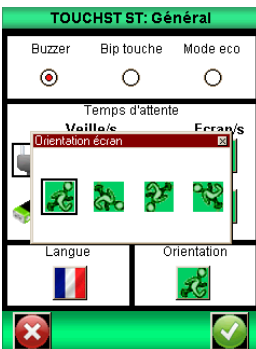 TOUCHST ST: Général
Buzzer Bip touche Mode eco
Temps d'attente
Veille/s Ecran/s
Orientation écran
Langue Orientation